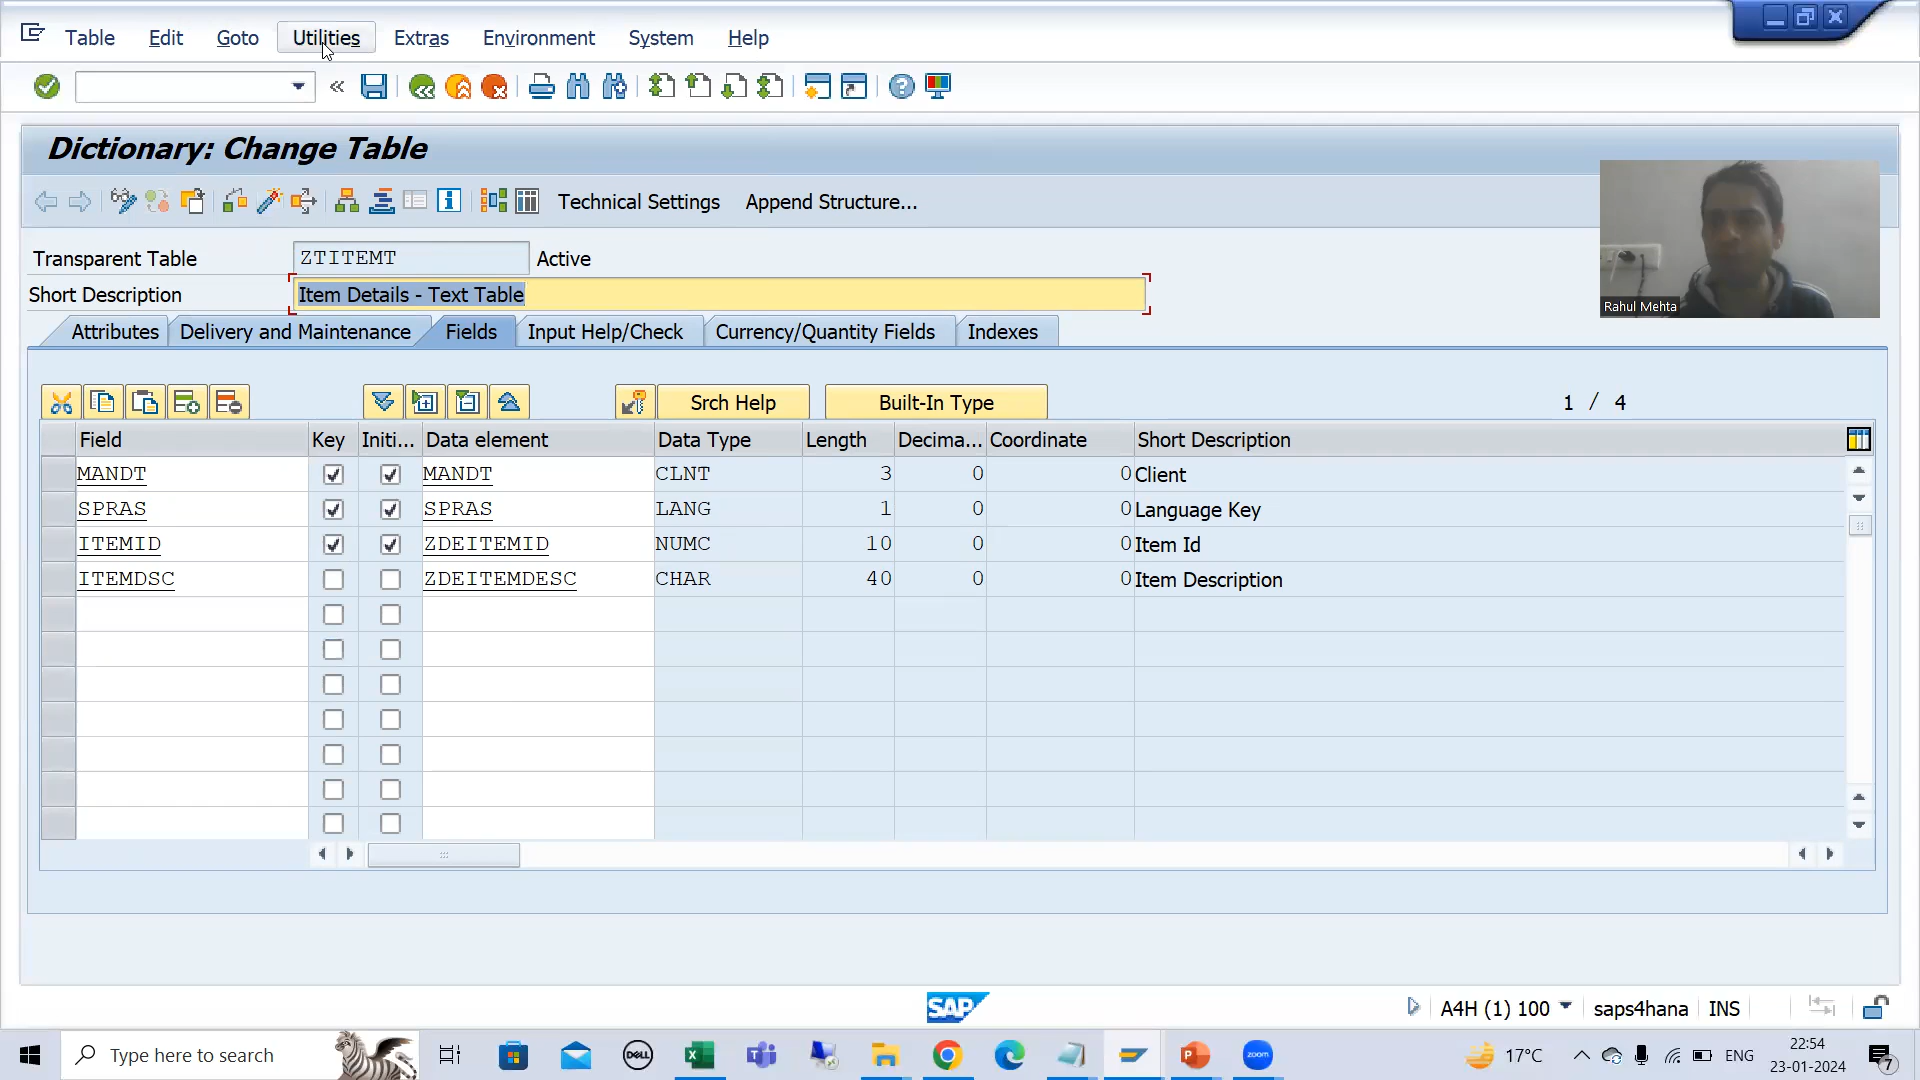 Table Edit Goto Utilities Extras Environment System Help
Dictionary: Change Table
Technical Settings Append Structure...
Transparent Table ZTITEMT Active
Short Description Item Details - Text Table
Rahul Mehta
Attributes Delivery and Maintenance Fields Input Help/Check Currency/Quantity Fields Indexes
Srch Help Built-In Type 1 / 4
Field Key Initi... Data element Data Type Length Decima... Coordinate Short Description
MANDT MANDT CLNT 3 0 0 Client
SPRAS SPRAS LANG 1 0 0 Language Key
ITEMID ZDEITEMID NUMC 10 0 0 Item Id
ITEMDSC ZDEITEMDESC CHAR 40 0 0 Item Description
SAP
A4H (1) 100 saps4hana INS
Type here to search DELL zoom 17°C ENG 22:54
23-01-2024 7